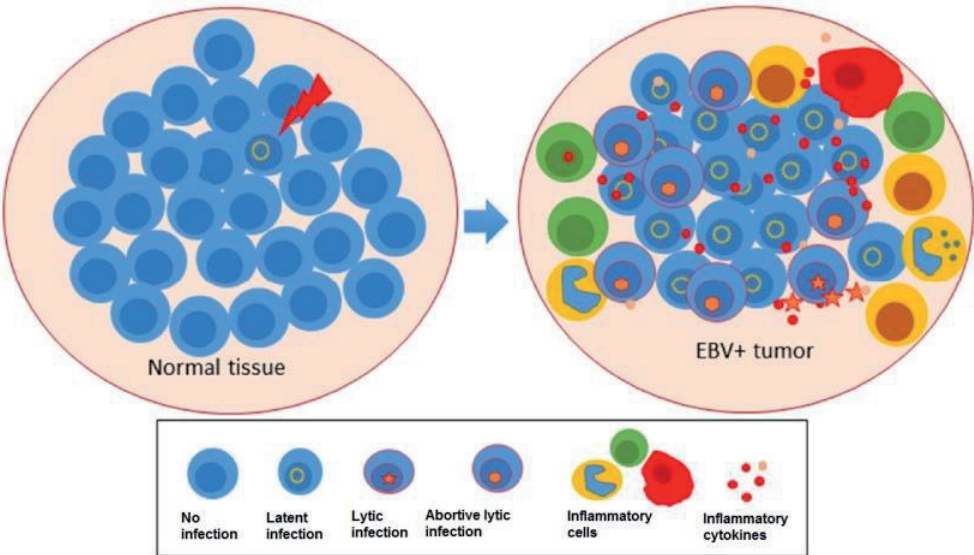 Normal tissue
EBV+ tumor
No
infection
Latent
infection
Lytic
infection
Abortive lytic
infection
Inflammatory
cells
Inflammatory
cytokines